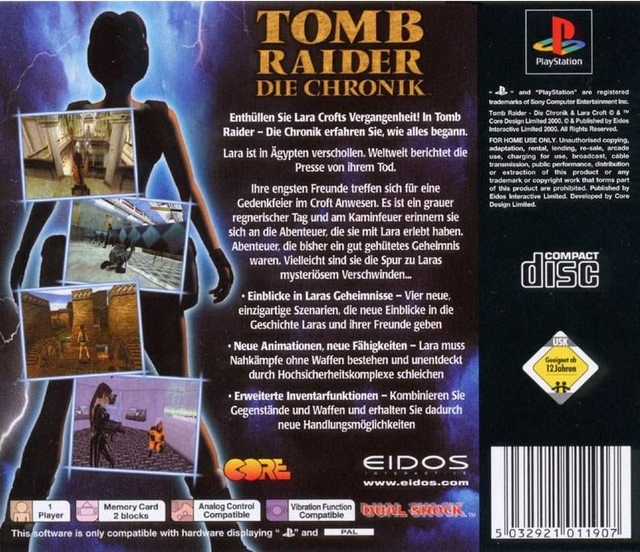 TOMB
RAIDER
DIE CHRONIK™
Enthüllen Sie Lara Crofts Vergangenheit! In Tomb
Raider – Die Chronik erfahren Sie, wie alles begann.
Lara ist in Ägypten verschollen. Weltweit berichtet die
Presse von ihrem Tod.
Ihre engsten Freunde treffen sich für eine
Gedenkfeier im Croft Anwesen. Es ist ein grauer
regnerischer Tag und am Kaminfeuer erinnern sie
sich an die Abenteuer, die sie mit Lara erlebt haben.
Abenteuer, die bisher ein gut gehütetes Geheimnis
waren. Vielleicht sind sie die Spur zu Laras
mysteriösem Verschwinden...
• Einblicke in Laras Geheimnisse – Vier neue,
einzigartige Szenarien, die neue Einblicke in die
Geschichte Laras und ihrer Freunde geben
• Neue Animationen, neue Fähigkeiten – Lara muss
Nahkämpfe ohne Waffen bestehen und unentdeckt
durch Hochsicherheitskomplexe schleichen
• Erweiterte Inventarfunktionen – Kombinieren Sie
Gegenstände und Waffen und erhalten Sie dadurch
neue Handlungsmöglichkeiten
CORE
EIDOS
INTERACTIVE
www.eidos.com
1
Player
Memory Card
2 blocks
Analog Control
Compatible
Vibration Function
Compatible
DUAL SHOCK™
This software is only compatible with hardware displaying " " and PAL
PlayStation
" " and "PlayStation" are registered
trademarks of Sony Computer Entertainment Inc.
Tomb Raider - Die Chronik & Lara Croft © & ™
Core Design Limited 2000. © & Published by Eidos
Interactive Limited 2000. All Rights Reserved.
FOR HOME USE ONLY. Unauthorised copying,
adaptation, rental, lending, re-sale, arcade
use, charging for use, broadcast, cable
transmission, public performance, distribution
or extraction of this product or any
trademark or copyright work that forms part
of this product are prohibited. Published by
Eidos Interactive Limited. Developed by Core
Design Limited.
COMPACT
disc
USK
Geeignet ab
12 Jahren
5 032921 011907